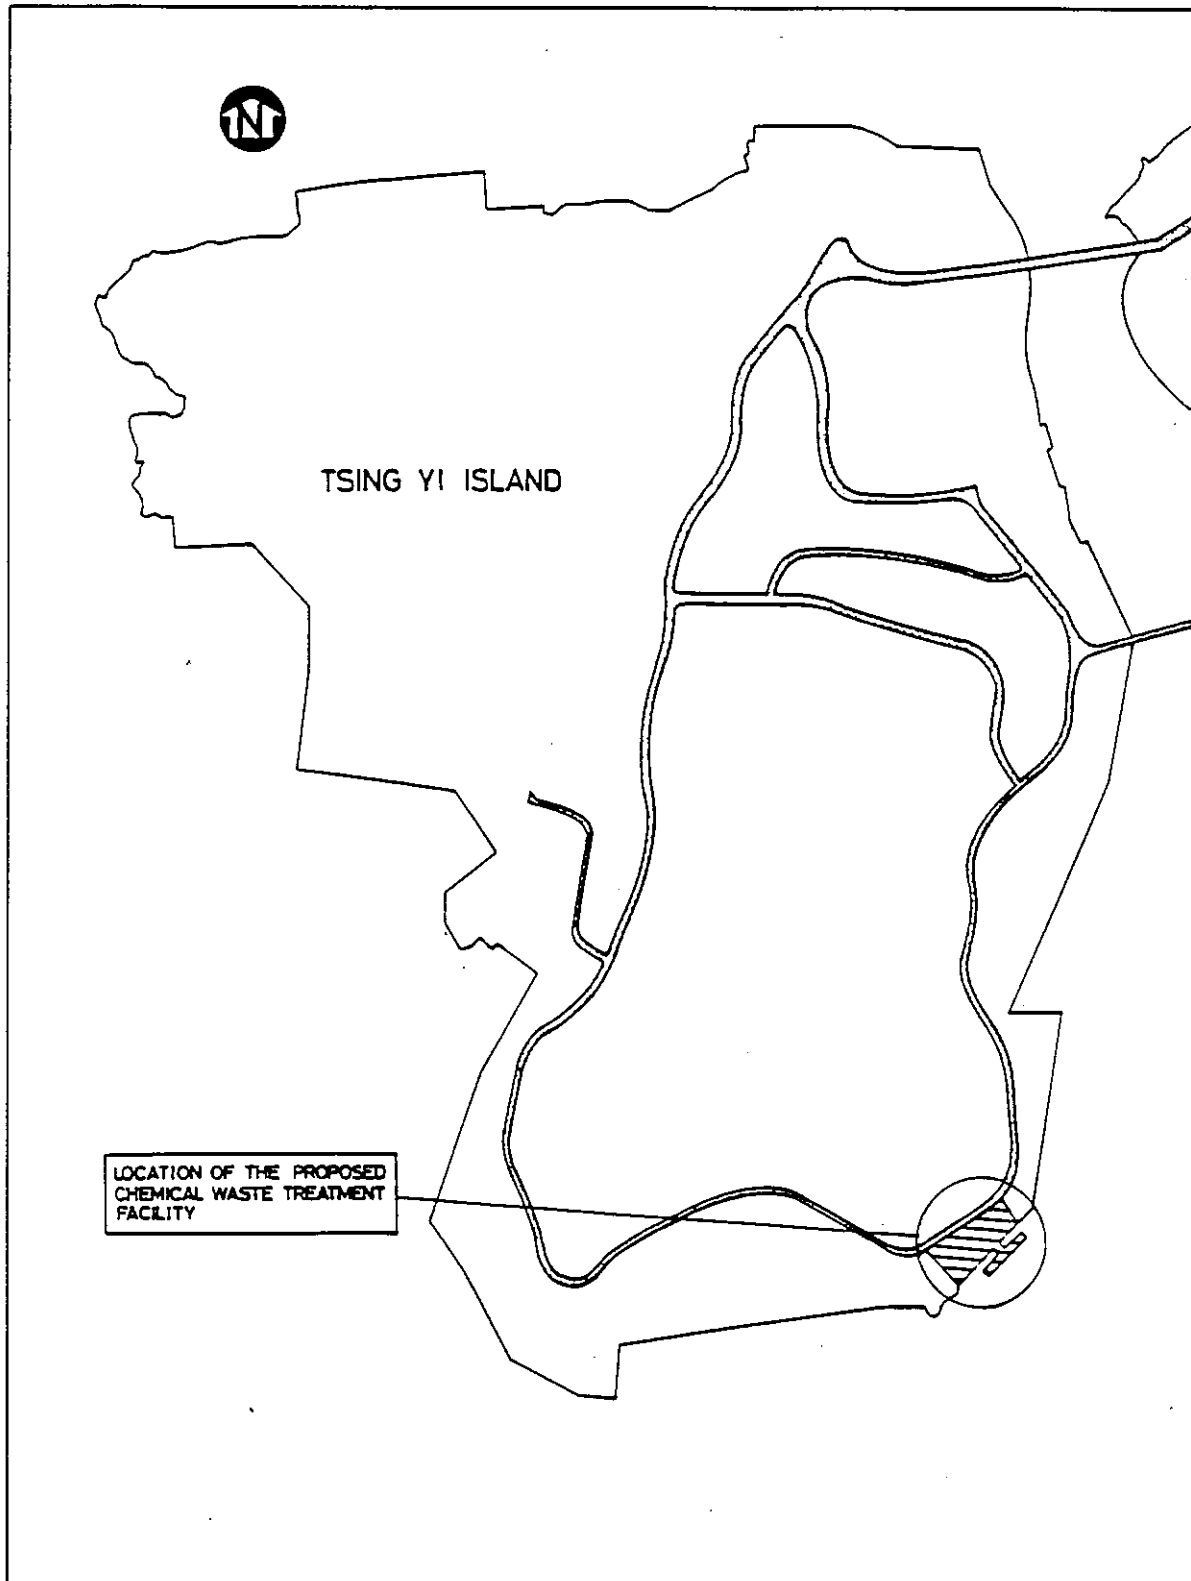 N
TSING YI ISLAND
LOCATION OF THE PROPOSED
CHEMICAL WASTE TREATMENT
FACILITY